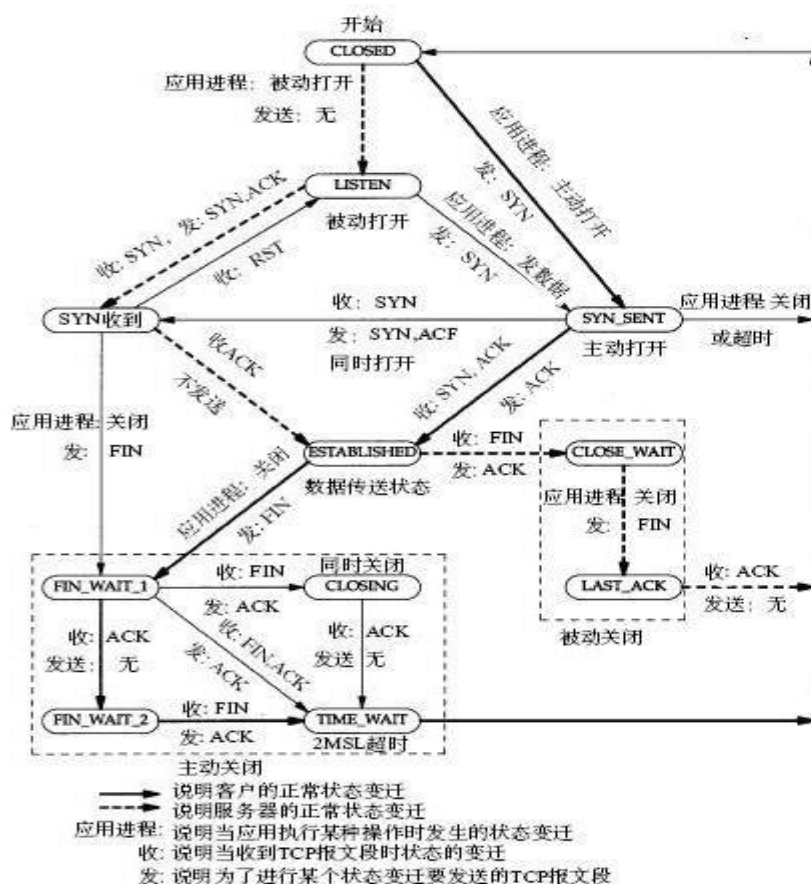 开始
CLOSED
应用进程: 被动打开
发送: 无
应用进程: 主动打开
发: SYN
LISTEN
被动打开
收: SYN, 发: SYN,ACK
收: RST
应用进程: 发数据
发: SYN
SYN收到
收: SYN
发: SYN,ACF
同时打开
SYN_SENT
主动打开
应用进程:关闭
或超时
收ACK
不发送
收: SYN, ACK
发: ACK
应用进程:关闭
发: FIN
ESTABLISHED
数据传送状态
收: FIN
发: ACK
CLOSE_WAIT
应用进程:关闭
发: FIN
应用进程 关闭
发: FIN
LAST_ACK
收: ACK
发送: 无
被动关闭
FIN_WAIT_1
收: FIN
发: ACK
同时关闭
CLOSING
收: ACK
发送: 无
收: FIN,ACK
发: ACK
收: ACK
发送 无
FIN_WAIT_2
收: FIN
发: ACK
TIME_WAIT
2MSL超时
主动关闭
说明客户的正常状态变迁
说明服务器的正常状态变迁
应用进程: 说明当应用执行某种操作时发生的状态变迁
收: 说明当收到TCP报文段时状态的变迁
发: 说明为了进行某个状态变迁要发送的TCP报文段